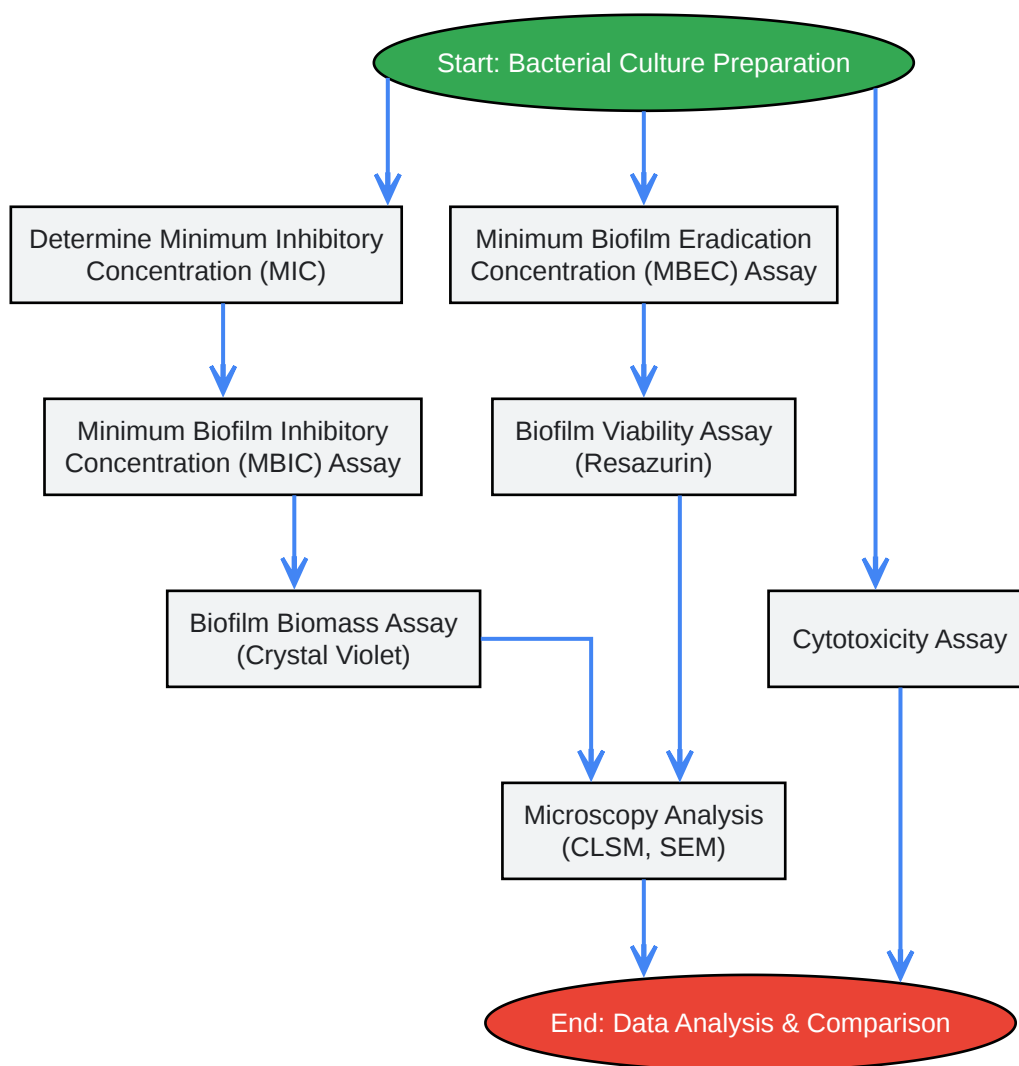 Start: Bacterial Culture Preparation
Determine Minimum Inhibitory
Concentration (MIC)
Minimum Biofilm Eradication
Concentration (MBEC) Assay
Minimum Biofilm Inhibitory
Concentration (MBIC) Assay
Biofilm Viability Assay
(Resazurin)
Biofilm Biomass Assay
(Crystal Violet)
Cytotoxicity Assay
Microscopy Analysis
(CLSM, SEM)
End: Data Analysis & Comparison